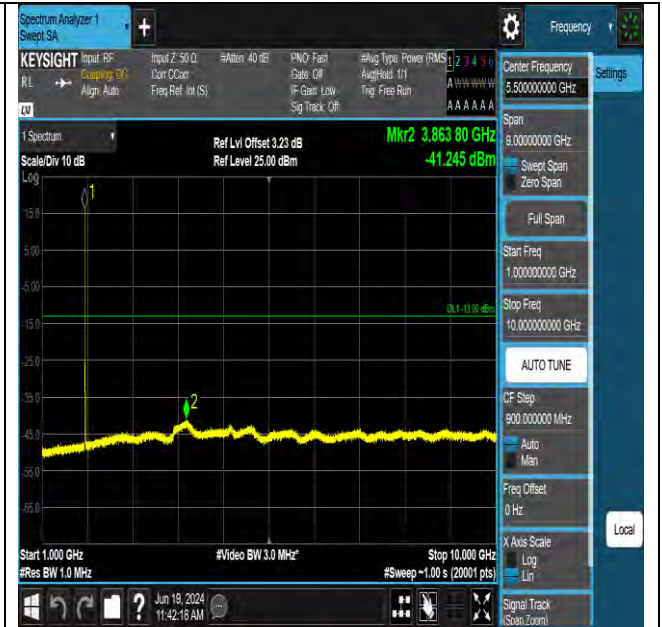 Spectrum Analyzer 1
Swept SA
+
Frequency
KEYSIGHT
RL
Input: RF
Coupling: DC
Align: Auto
Input Z: 50 Ω
Corr CCorr
Freq Ref: Int (S)
#Atten: 40 dB
PNO: Fast
Gate: Off
IF Gain: Low
Sig Track: Off
#Avg Type: Power (RMS
Avg|Hold: 1/1
Trig: Free Run
1 2 3 4 5 6
A W W W W W
A A A A A A
1 Spectrum
Scale/Div 10 dB
Log
Ref Lvl Offset 3.23 dB
Ref Level 25.00 dBm
Mkr2 3.863 80 GHz
-41.245 dBm
15.0
5.00
-5.00
-15.0
-25.0
-35.0
-45.0
-55.0
-65.0
1
2
DL1 -13.00 dBm
Start 1.000 GHz
#Res BW 1.0 MHz
#Video BW 3.0 MHz*
Stop 10.000 GHz
#Sweep ~1.00 s (20001 pts)
?
Jun 19, 2024
11:42:16 AM
Center Frequency
5.500000000 GHz
Settings
Span
9.00000000 GHz
Swept Span
Zero Span
Full Span
Start Freq
1.000000000 GHz
Stop Freq
10.000000000 GHz
AUTO TUNE
CF Step
900.000000 MHz
Auto
Man
Freq Offset
0 Hz
X Axis Scale
Log
Lin
Local
Signal Track
(Span Zoom)